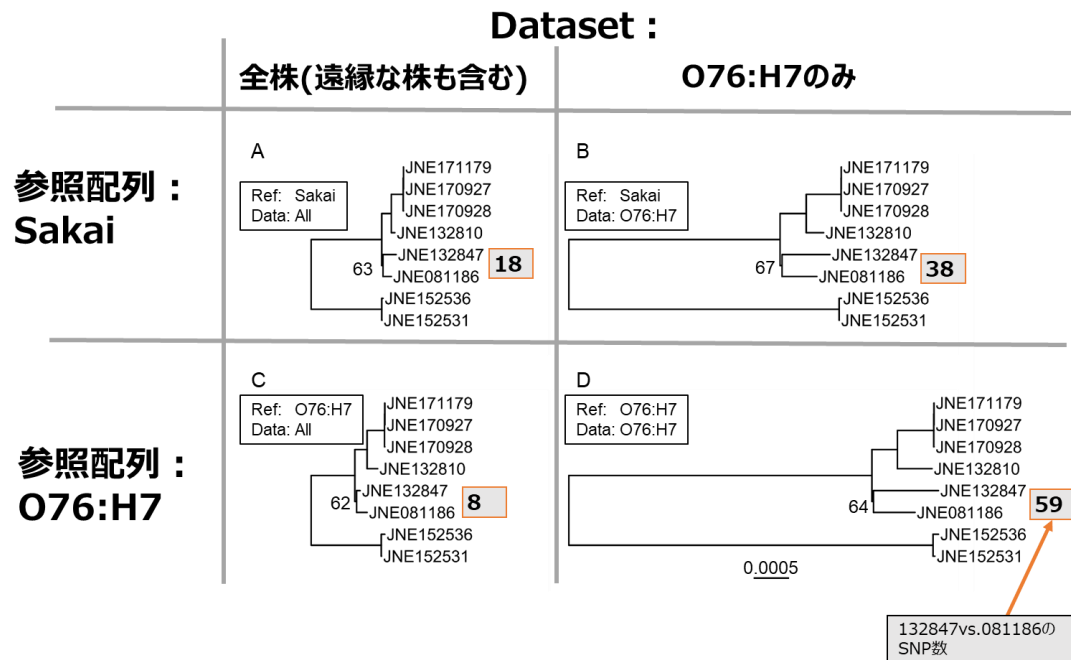 Dataset：
全株(遠縁な株も含む)
O76:H7のみ
参照配列：
Sakai
A
Ref: Sakai
Data: All
JNE171179
JNE170927
JNE170928
JNE132810
JNE132847
JNE081186
JNE152536
JNE152531
63
18
B
Ref: Sakai
Data: O76:H7
JNE171179
JNE170927
JNE170928
JNE132810
JNE132847
JNE081186
JNE152536
JNE152531
67
38
参照配列：
O76:H7
C
Ref: O76:H7
Data: All
JNE171179
JNE170927
JNE170928
JNE132810
JNE132847
JNE081186
JNE152536
JNE152531
62
8
D
Ref: O76:H7
Data: O76:H7
JNE171179
JNE170927
JNE170928
JNE132810
JNE132847
JNE081186
JNE152536
JNE152531
64
59
0.0005
132847vs.081186の
SNP数